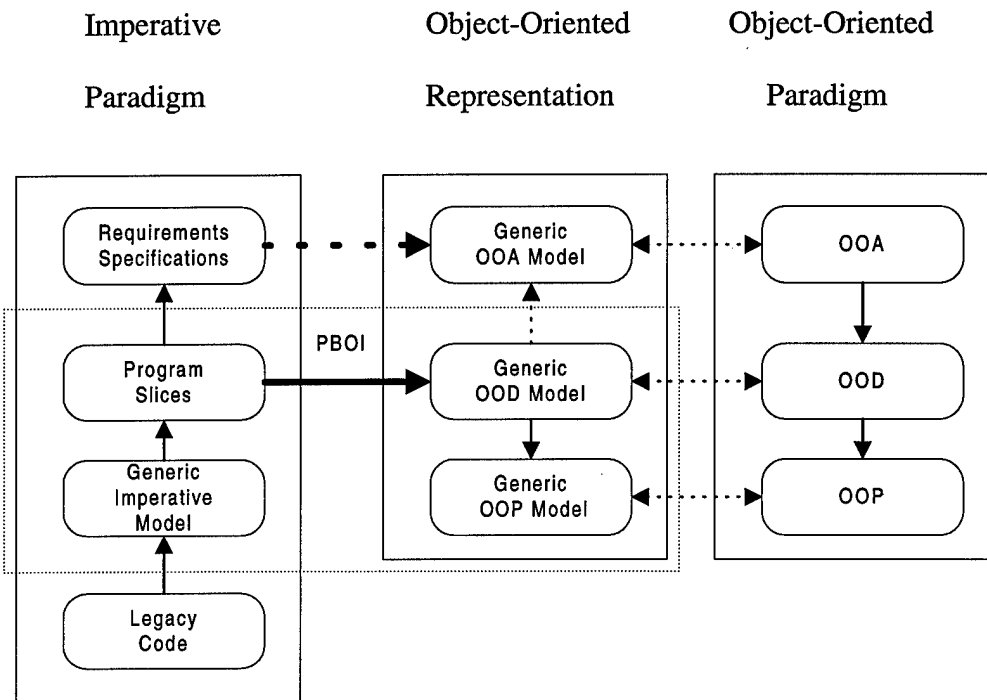 Imperative
Paradigm
Object-Oriented
Representation
Object-Oriented
Paradigm
Requirements
Specifications
Generic
OOA Model
OOA
PBOI
Program
Slices
Generic
OOD Model
OOD
Generic
Imperative
Model
Generic
OOP Model
OOP
Legacy
Code